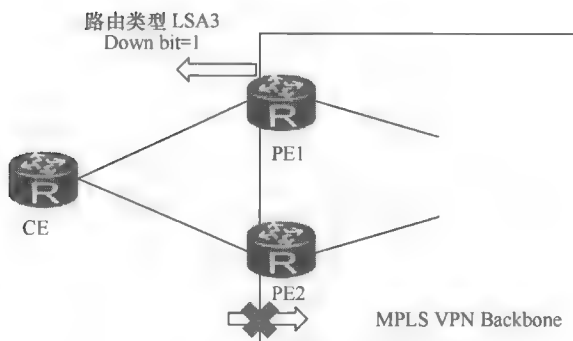 路由类型 LSA3
Down bit=1
R
PE1
R
CE
R
PE2
MPLS VPN Backbone